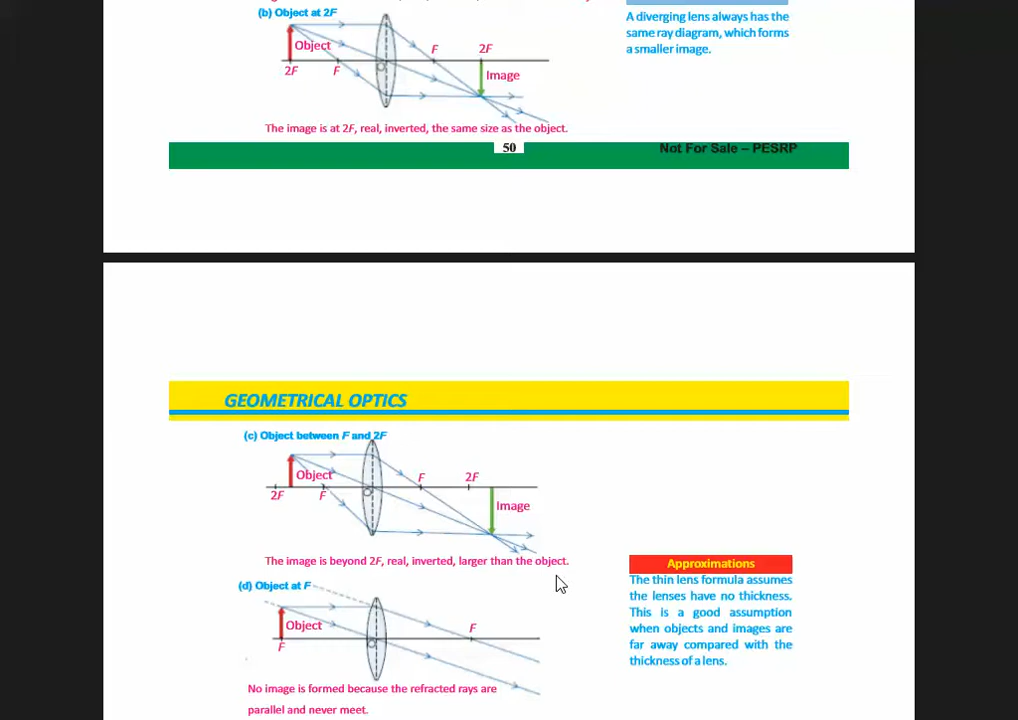 (b) Object at 2F
Object
F
2F
2F
F
O
Image
The image is at 2F, real, inverted, the same size as the object.
A diverging lens always has the
same ray diagram, which forms
a smaller image.
50
Not For Sale – PESRP
GEOMETRICAL OPTICS
(c) Object between F and 2F
Object
F
2F
2F
F
O
Image
The image is beyond 2F, real, inverted, larger than the object.
(d) Object at F
Object
F
F
O
No image is formed because the refracted rays are
parallel and never meet.
Approximations
The thin lens formula assumes
the lenses have no thickness.
This is a good assumption
when objects and images are
far away compared with the
thickness of a lens.